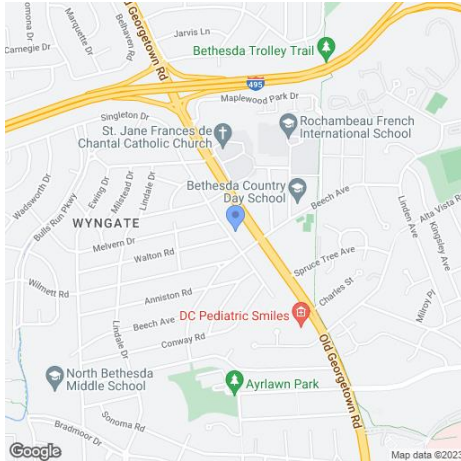 Pomona Dr
Marquette Dr
Carnegie Dr
Belhaven Rd
Old Georgetown Rd
Jarvis Ln
Bethesda Trolley Trail
495
Maplewood Park Dr
Singleton Dr
St. Jane Frances de
Chantal Catholic Church
Rochambeau French
International School
Wadsworth Dr
Bulls Run Pkwy
Ewing Dr
Milstead Dr
Lindale Dr
Bethesda Country
Day School
Beech Ave
Linden Ave
Alta Vista R
Kingsley Ave
WYNGATE
Melvern Dr
Walton Rd
Wilmett Rd
Anniston Rd
Spruce Tree Ave
Charles St
Milroy Pl
Beech Ave
DC Pediatric Smiles
Lindale Dr
Conway Rd
Old Georgetown Rd
North Bethesda
Middle School
Ayrlawn Park
Sonoma Rd
Bradmoor Dr
Google
Map data ©2023